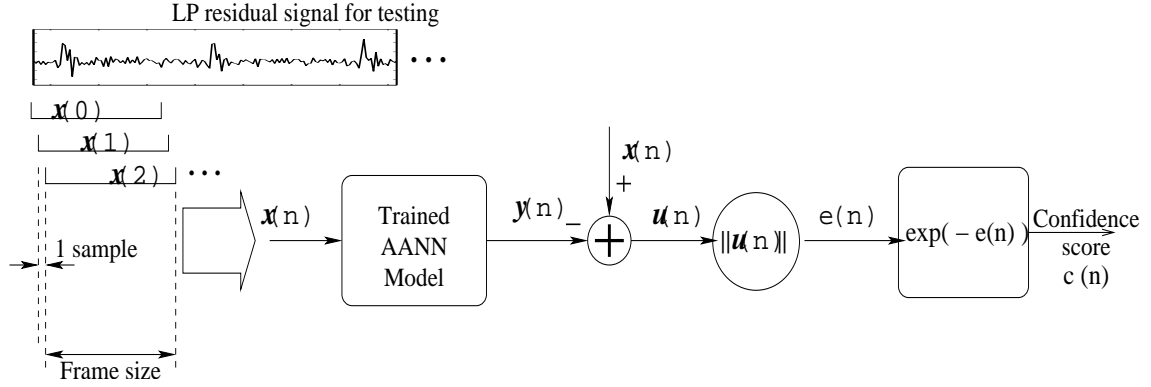 LP residual signal for testing
x(0)
x(1)
x(2)
1 sample
Frame size
x(n)
Trained
AANN
Model
y(n)
−
x(n)
+
+
u(n)
||u(n)||
e(n)
exp( − e(n) )
Confidence
score
c (n)